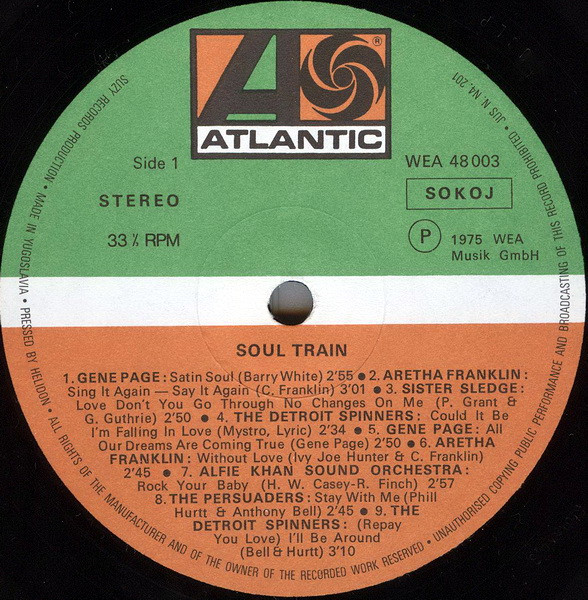 ATLANTIC
®
Side 1
WEA 48 003
STEREO
SOKOJ
33⅓ RPM
P 1975 WEA
Musik GmbH
SOUL TRAIN
1. GENE PAGE: Satin Soul (Barry White) 2'55 ● 2. ARETHA FRANKLIN:
Sing It Again — Say It Again (C. Franklin) 3'01 ● 3. SISTER SLEDGE:
Love Don't You Go Through No Changes On Me (P. Grant &
G. Guthrie) 2'50 ● 4. THE DETROIT SPINNERS: Could It Be
I'm Falling In Love (Mystro, Lyric) 2'34 ● 5. GENE PAGE: All
Our Dreams Are Coming True (Gene Page) 2'50 ● 6. ARETHA
FRANKLIN: Without Love (Ivy Joe Hunter & C. Franklin)
2'45 ● 7. ALFIE KHAN SOUND ORCHESTRA:
Rock Your Baby (H. W. Casey-R. Finch) 2'57
8. THE PERSUADERS: Stay With Me (Phill
Hurtt & Anthony Bell) 2'45 ● 9. THE
DETROIT SPINNERS: (Repay
You Love) I'll Be Around
(Bell & Hurtt) 3'10
SUZY RECORDS PRODUCTION • MADE IN YUGOSLAVIA • PRESSED BY HELIDON • ALL RIGHTS OF THE MANUFACTURER AND OF THE OWNER OF THE RECORDED WORK RESERVED • UNAUTHORISED COPYING PUBLIC PERFORMANCE AND BROADCASTING OF THIS RECORD PROHIBITED • JUS N. N4. 201